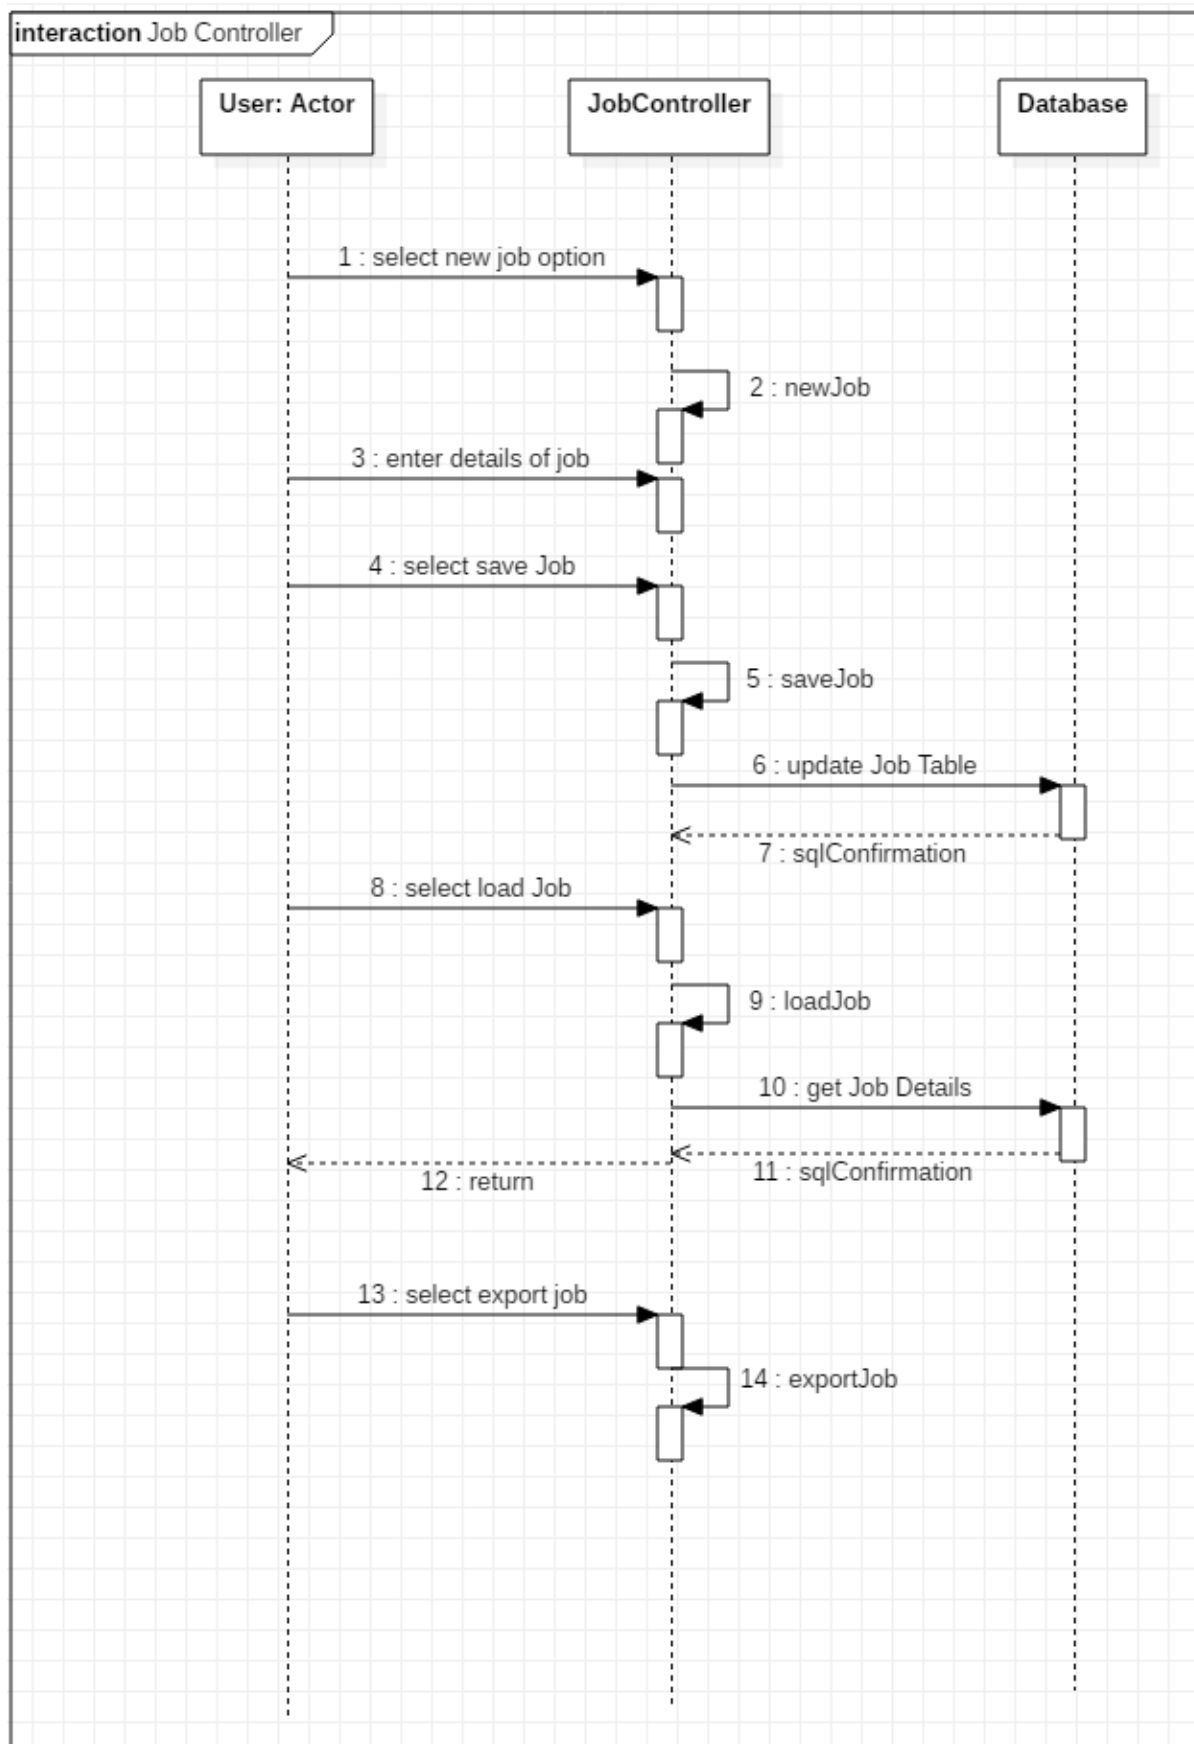 interaction Job Controller
User: Actor
JobController
Database
1 : select new job option
2 : newJob
3 : enter details of job
4 : select save Job
5 : saveJob
6 : update Job Table
7 : sqlConfirmation
8 : select load Job
9 : loadJob
10 : get Job Details
11 : sqlConfirmation
12 : return
13 : select export job
14 : exportJob